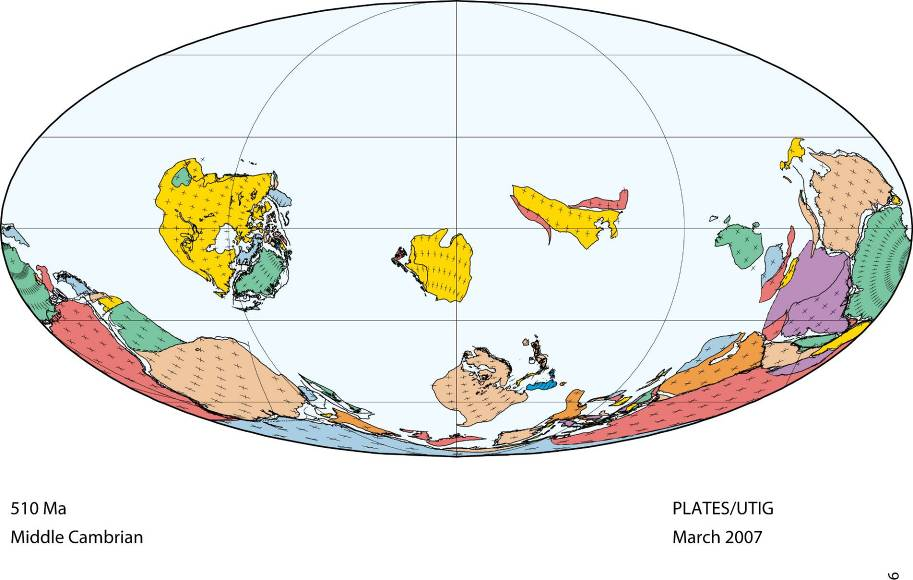 510 Ma
Middle Cambrian
PLATES/UTIG
March 2007
6